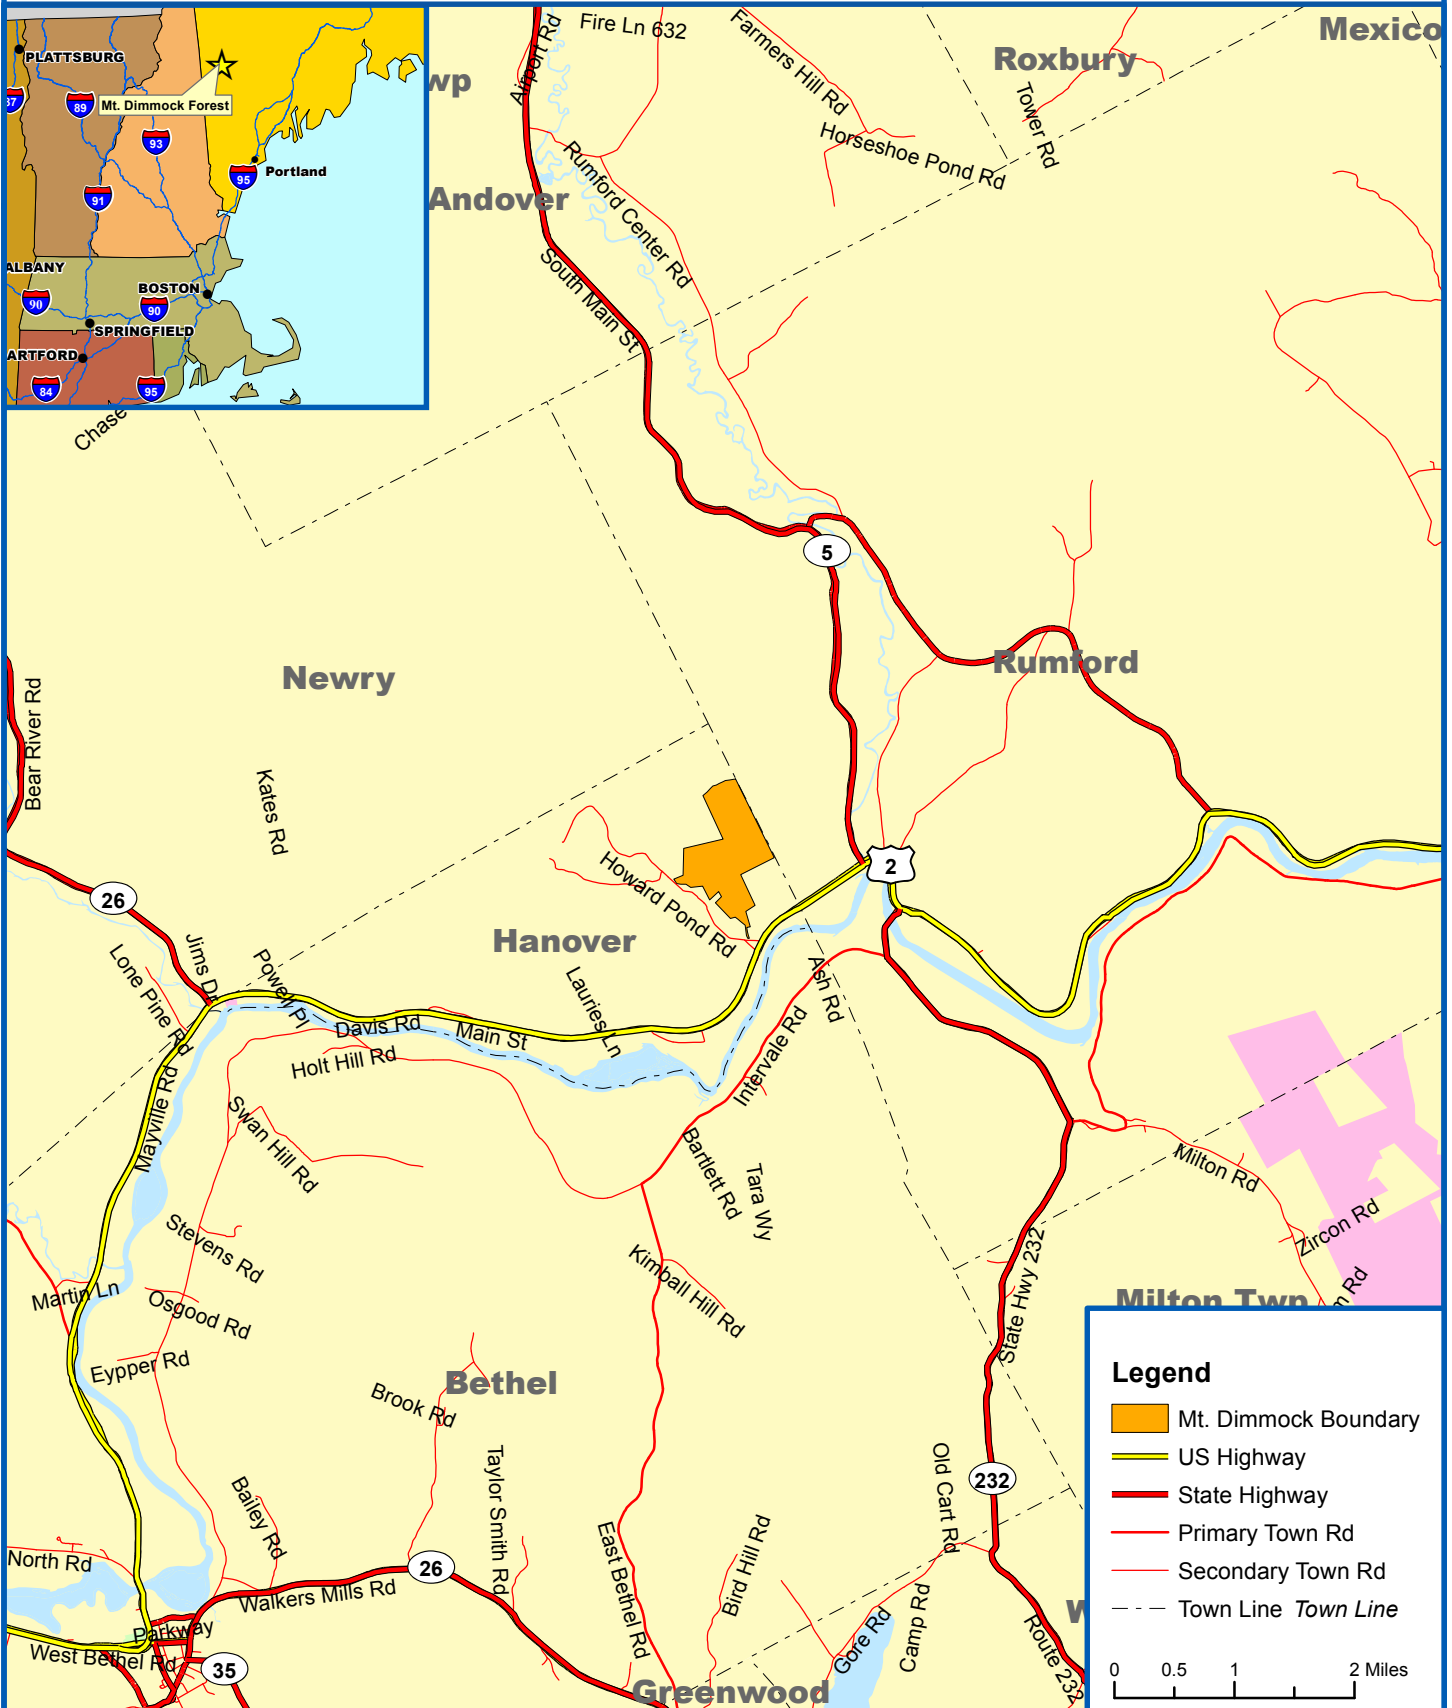 PLATTSBURG
87
89
Mt. Dimmock Forest
93
95
Portland
91
ALBANY
90
BOSTON
90
SPRINGFIELD
ARTFORD
84
95
Chase
wp
Airport Rd
Fire Ln 632
Farmers Hill Rd
Roxbury
Mexico
Tower Rd
Horseshoe Pond Rd
Rumford Center Rd
Andover
South Main St
5
Newry
Rumford
Bear River Rd
Kates Rd
26
Howard Pond Rd
2
Hanover
Jims Dr
Lone Pine Rd
Powell Pl
Lauries Ln
Ash Rd
Davis Rd
Main St
Holt Hill Rd
Intervale Rd
Mayville Rd
Swan Hill Rd
Bartlett Rd
Tara Wy
Milton Rd
Zircon Rd
m Rd
Stevens Rd
Kimball Hill Rd
State Hwy 232
Martin Ln
Osgood Rd
Milton Twp
Eypper Rd
Bethel
Brook Rd
Taylor Smith Rd
Old Cart Rd
232
Bailey Rd
North Rd
26
East Bethel Rd
Bird Hill Rd
Walkers Mills Rd
Camp Rd
Gore Rd
Route 232
W
Parkway
West Bethel Rd
35
Greenwood
Legend
Mt. Dimmock Boundary
US Highway
State Highway
Primary Town Rd
Secondary Town Rd
Town Line Town Line
0 0.5 1 2 Miles